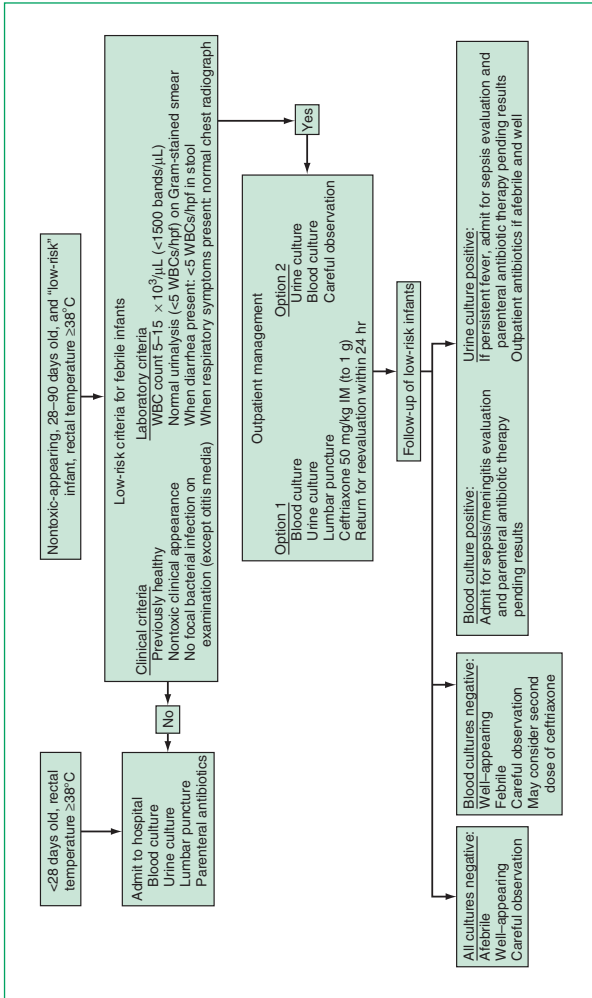 <28 days old, rectal
temperature ≥38°C
Nontoxic-appearing, 28–90 days old, and "low-risk"
infant, rectal temperature ≥38°C
Low-risk criteria for febrile infants
Clinical criteria
Previously healthy
Nontoxic clinical appearance
No focal bacterial infection on
examination (except otitis media)
Laboratory criteria
WBC count 5–15 × 10³/μL (<1500 bands/μL)
Normal urinalysis (<5 WBCs/hpf) on Gram-stained smear
When diarrhea present: <5 WBCs/hpf in stool
When respiratory symptoms present: normal chest radiograph
No
Yes
Admit to hospital
Blood culture
Urine culture
Lumbar puncture
Parenteral antibiotics
Outpatient management
Option 1
Blood culture
Urine culture
Lumbar puncture
Ceftriaxone 50 mg/kg IM (to 1 g)
Return for reevaluation within 24 hr
Option 2
Urine culture
Blood culture
Careful observation
Follow-up of low-risk infants
All cultures negative:
Afebrile
Well–appearing
Careful observation
Blood cultures negative:
Well–appearing
Febrile
Careful observation
May consider second
dose of ceftriaxone
Blood culture positive:
Admit for sepsis/meningitis evaluation
and parenteral antibiotic therapy
pending results
Urine culture positive:
If persistent fever, admit for sepsis evaluation and
parenteral antibiotic therapy pending results
Outpatient antibiotics if afebrile and well